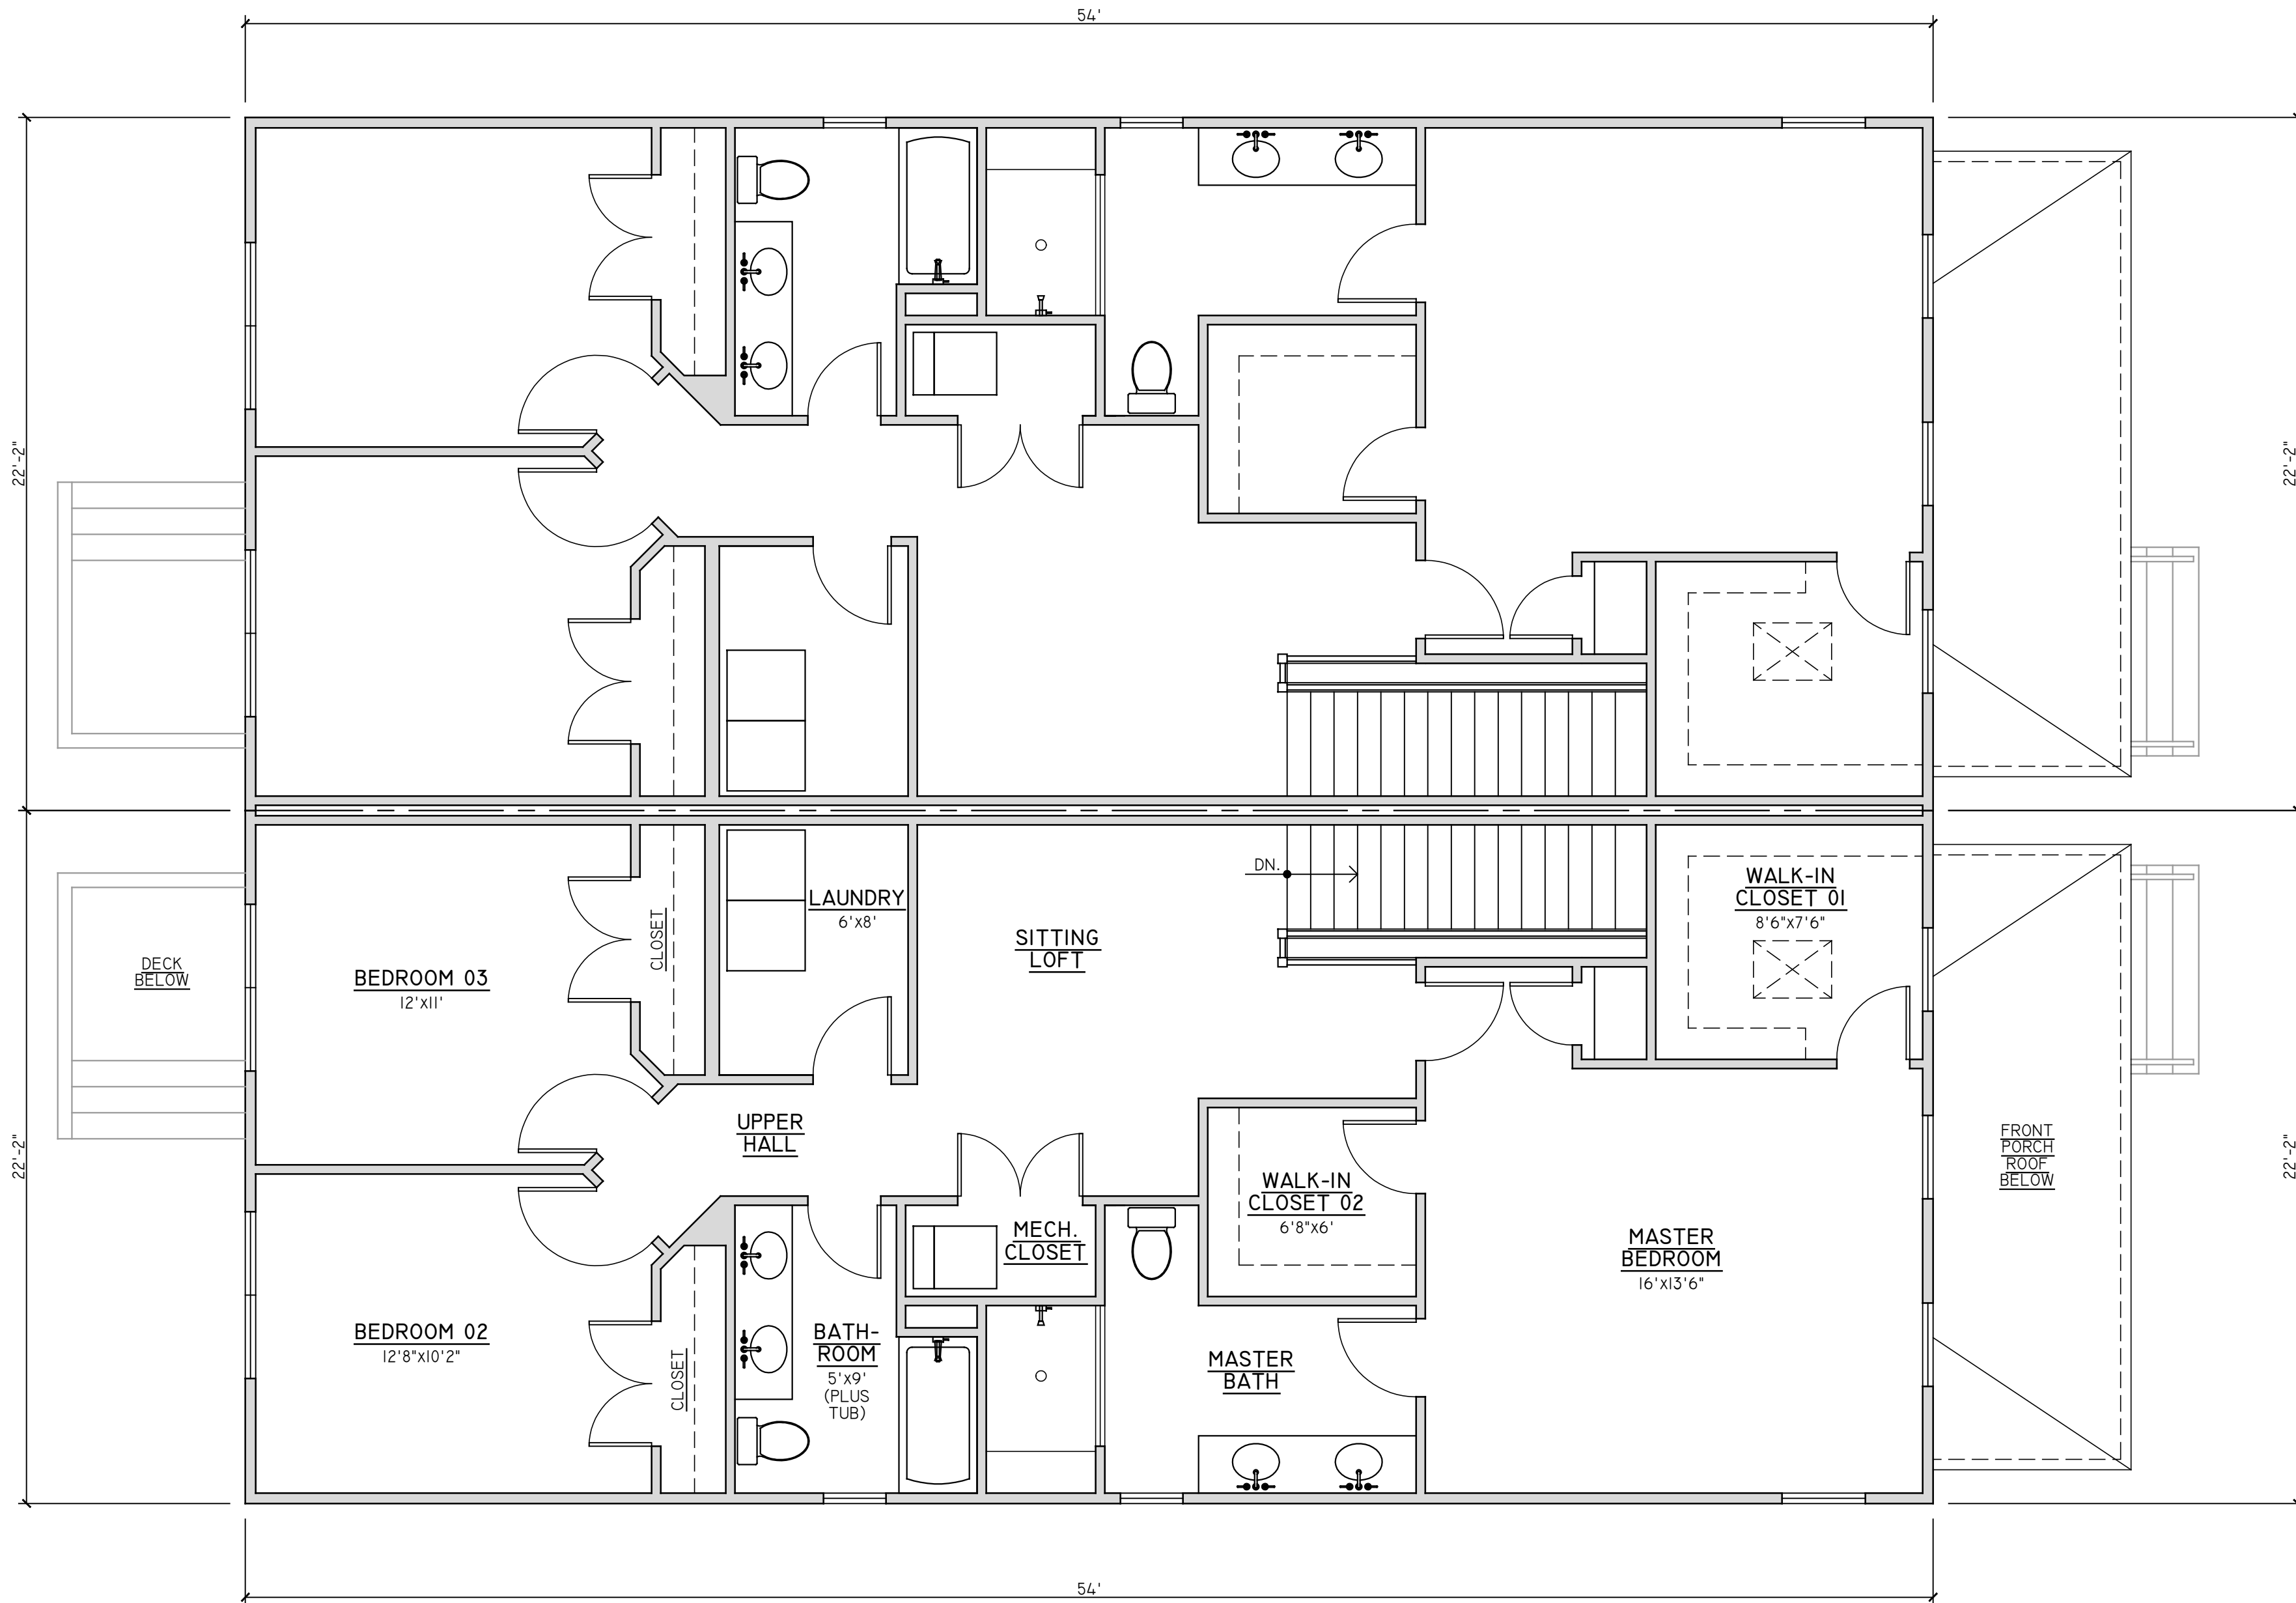 54'
22'-2"
22'-2"
DN.
WALK-IN
CLOSET 01
8'6"x7'6"
LAUNDRY
6'x8'
CLOSET
SITTING
LOFT
DECK
BELOW
BEDROOM 03
12'x11'
UPPER
HALL
FRONT
PORCH
ROOF
BELOW
22'-2"
22'-2"
WALK-IN
CLOSET 02
6'8"x6'
MECH.
CLOSET
MASTER
BEDROOM
16'x13'6"
BEDROOM 02
12'8"x10'2"
CLOSET
BATH-
ROOM
5'x9'
(PLUS
TUB)
MASTER
BATH
54'